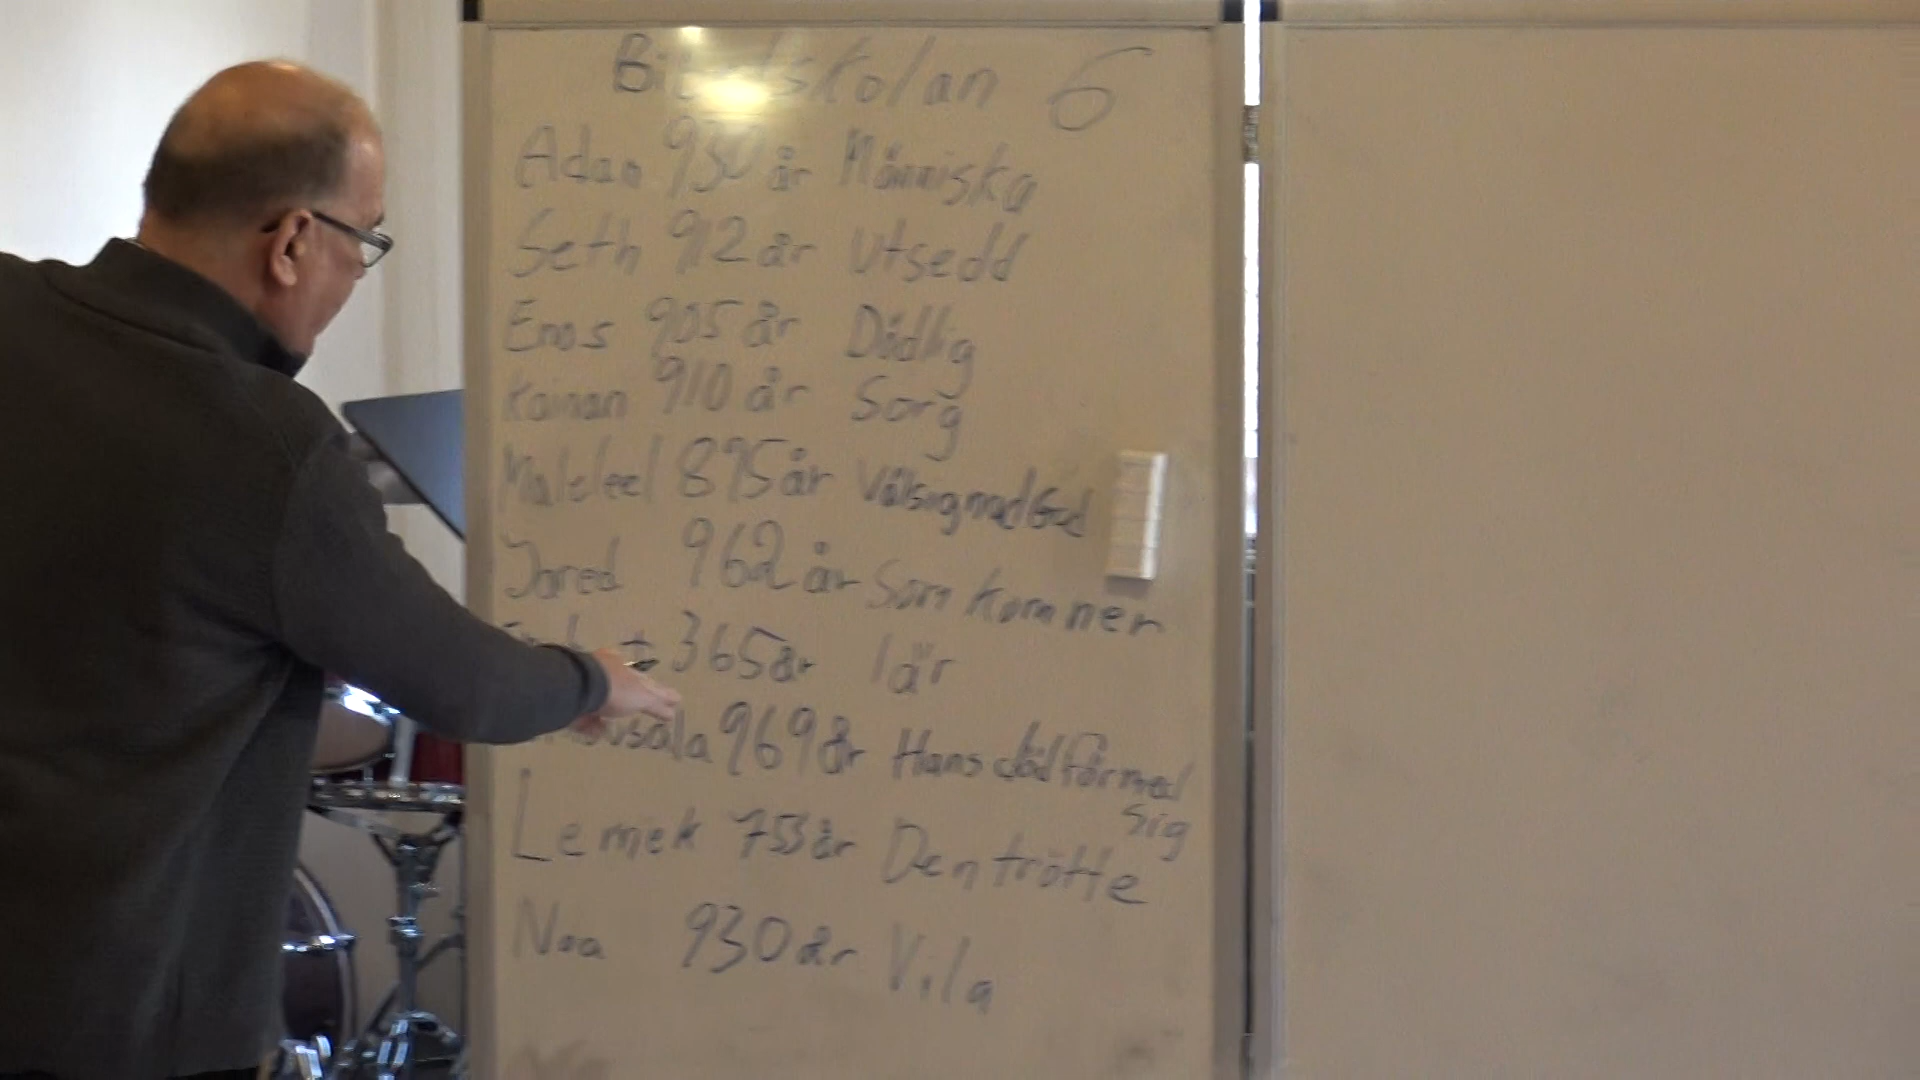 skolan 6
Adam 930 år Människa
Seth 912 år Utsedd
Enos 905 år Dödlig
Kainan 910 år Sorg
895 år Välsignad Gud
Jared 962 år Som Kommer
365 år lär
969 år Hans död för med
sig
Lemek 753 år Den trötte
Noa 930 år Vila